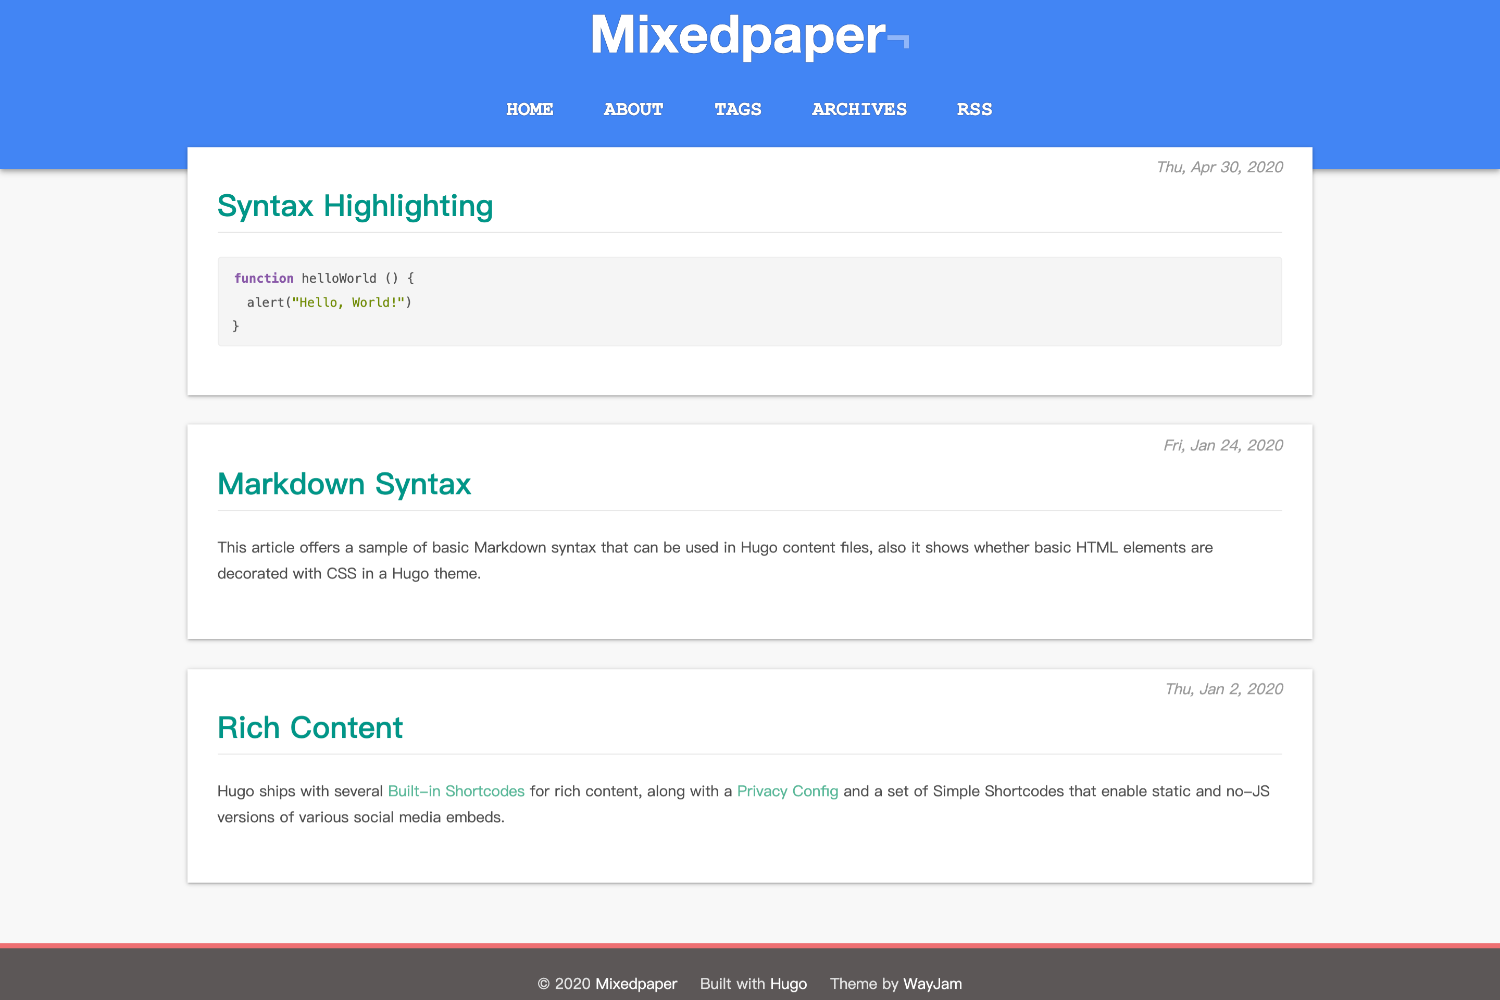 Mixedpaper¬
HOME ABOUT TAGS ARCHIVES RSS
Thu, Apr 30, 2020
Syntax Highlighting
function helloWorld () {
  alert("Hello, World!")
}
Fri, Jan 24, 2020
Markdown Syntax
This article offers a sample of basic Markdown syntax that can be used in Hugo content files, also it shows whether basic HTML elements are
decorated with CSS in a Hugo theme.
Thu, Jan 2, 2020
Rich Content
Hugo ships with several Built-in Shortcodes for rich content, along with a Privacy Config and a set of Simple Shortcodes that enable static and no-JS
versions of various social media embeds.
© 2020 Mixedpaper Built with Hugo Theme by WayJam